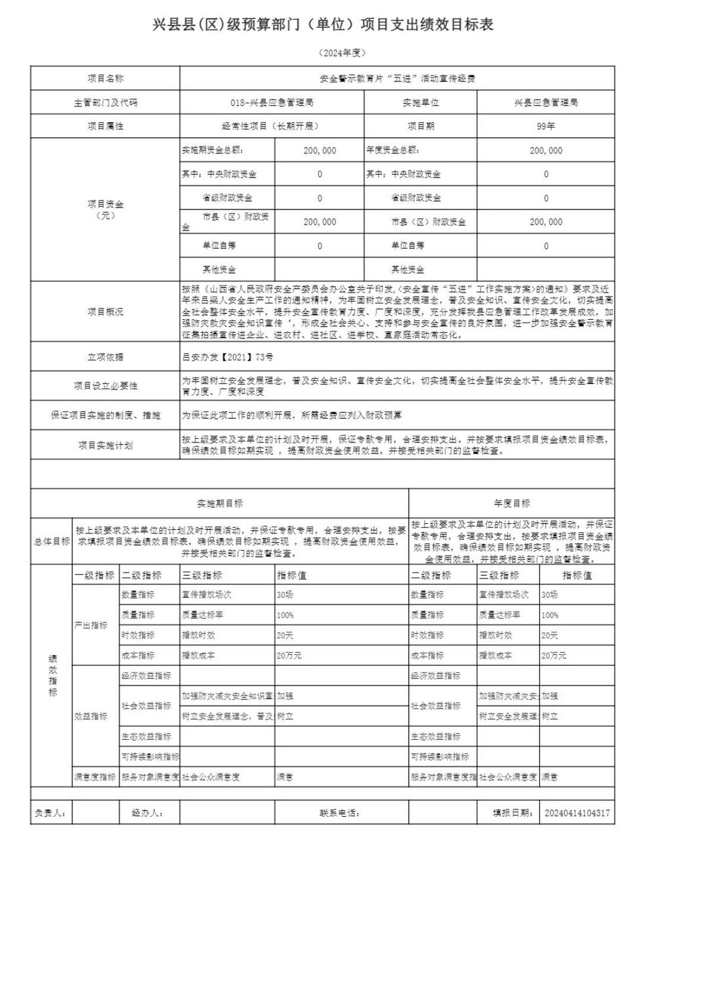 兴县县(区)级预算部门（单位）项目支出绩效目标表
（2024年度）
项目名称 安全警示教育片“五进”活动宣传经费
主管部门及代码 018-兴县应急管理局 实施单位 兴县应急管理局
项目属性 经常性项目（长期开展） 项目期 99年
项目资金
（元）
实施期资金总额： 200,000 年度资金总额： 200,000
其中：中央财政资金 0 其中：中央财政资金 0
省级财政资金 0 省级财政资金 0
市县（区）财政资
金 200,000 市县（区）财政资金 200,000
单位自筹 0 单位自筹 0
其他资金 其他资金
项目概况
按照《山西省人民政府安全产委员会办公室关于印发,<安全宣传“五进”工作实施方案>的通知》要求及近
年来吕梁人安全生产工作的通知精神，为牢固树立安全发展理念，普及安全知识、宣传安全文化，切实提高
全社会整体安全水平，提升安全宣传教育力度、广度和深度，充分发挥我县应急管理工作改革发展成效，加
强防灾救灾安全知识宣传‘，形成全社会关心、支持和参与安全宣传的良好氛围，进一步加强安全警示教育
征集拍摄宣传进企业、进农村、进社区、进学校、直家庭活动常态化。
立项依据 吕安办发【2021】73号
项目设立必要性
为牢固树立安全发展理念，普及安全知识、宣传安全文化，切实提高全社会整体安全水平，提升安全宣传教
育力度、广度和深度
保证项目实施的制度、措施 为保证此项工作的顺利开展，所需经费应列入财政预算
项目实施计划
按上级要求及本单位的计划及时开展，保证专款专用，合理安排支出。并按要求填报项目资金绩效目标表，
确保绩效目标如期实现 ，提高财政资金使用效益，并接受相关部门的监督检查。
实施期目标 年度目标
总体目标
按上级要求及本单位的计划及时开展活动，并保证专款专用，合理安排支出，按要
求填报项目资金绩效目标表，确保绩效目标如期实现 ，提高财政资金使用效益，
并接受相关部门的监督检查。
按上级要求及本单位的计划及时开展活动，并保证
专款专用，合理安排支出，按要求填报项目资金绩
效目标表，确保绩效目标如期实现 ，提高财政资
金使用效益，并接受相关部门的监督检查。
绩
效
指
标
一级指标 二级指标 三级指标 指标值 二级指标 三级指标 指标值
产出指标
数量指标 宣传播放场次 30场 数量指标 宣传播放场次 30场
质量指标 质量达标率 100% 质量指标 质量达标率 100%
时效指标 播放时效 20天 时效指标 播放时效 20天
成本指标 播放成本 20万元 成本指标 播放成本 20万元
效益指标
经济效益指标 经济效益指标
社会效益指标 加强防灾减灾安全知识宣 加强 社会效益指标 加强防灾减灾安 加强
树立安全发展理念，普及 树立 树立安全发展理 树立
生态效益指标 生态效益指标
可持续影响指标 可持续影响指标
满意度指标 服务对象满意度 社会公众满意度 满意 服务对象满意度指 社会公众满意度 满意
负责人： 经办人： 联系电话： 填报日期： 20240414104317